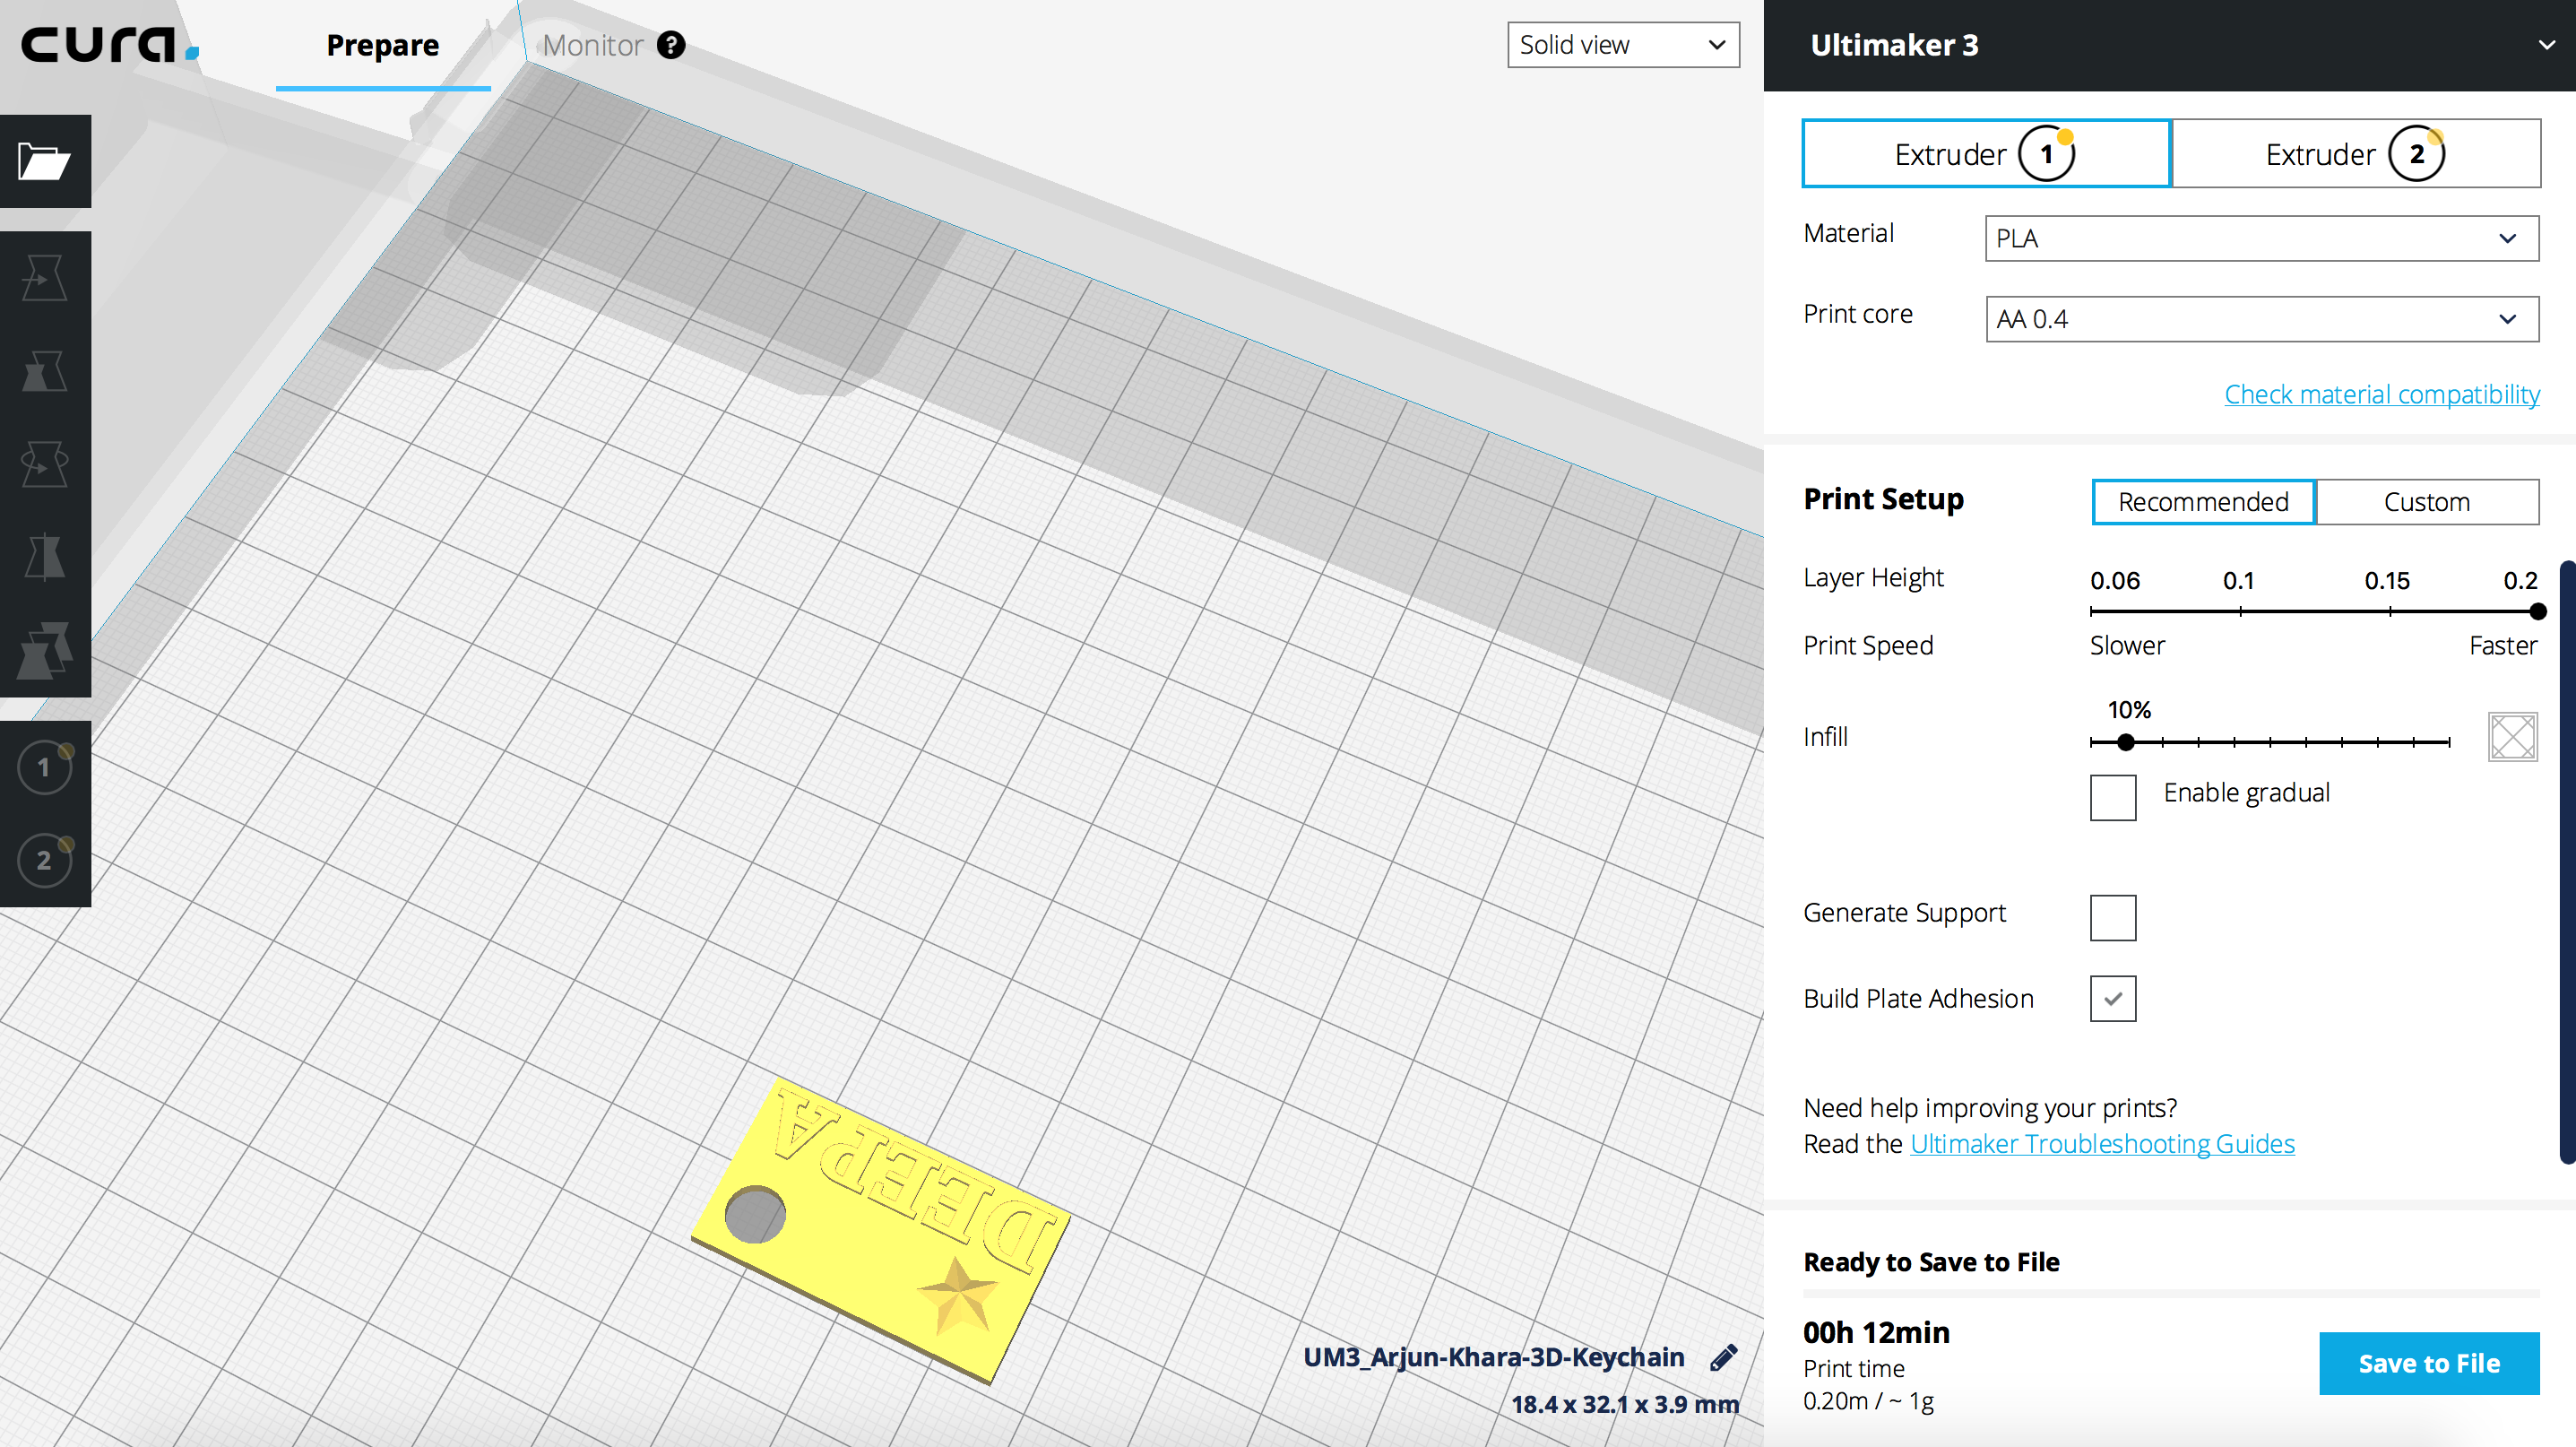 cura.
Prepare
Monitor ?
Solid view
Ultimaker 3
Extruder 1
Extruder 2
Material
PLA
Print core
AA 0.4
Check material compatibility
Print Setup
Recommended
Custom
Layer Height
0.06 0.1 0.15 0.2
Print Speed
Slower Faster
10%
Infill
Enable gradual
Generate Support
Build Plate Adhesion
Need help improving your prints?
Read the Ultimaker Troubleshooting Guides
Ready to Save to File
00h 12min
Print time
0.20m / ~ 1g
Save to File
1
2
DEEPA
UM3_Arjun-Khara-3D-Keychain
18.4 x 32.1 x 3.9 mm